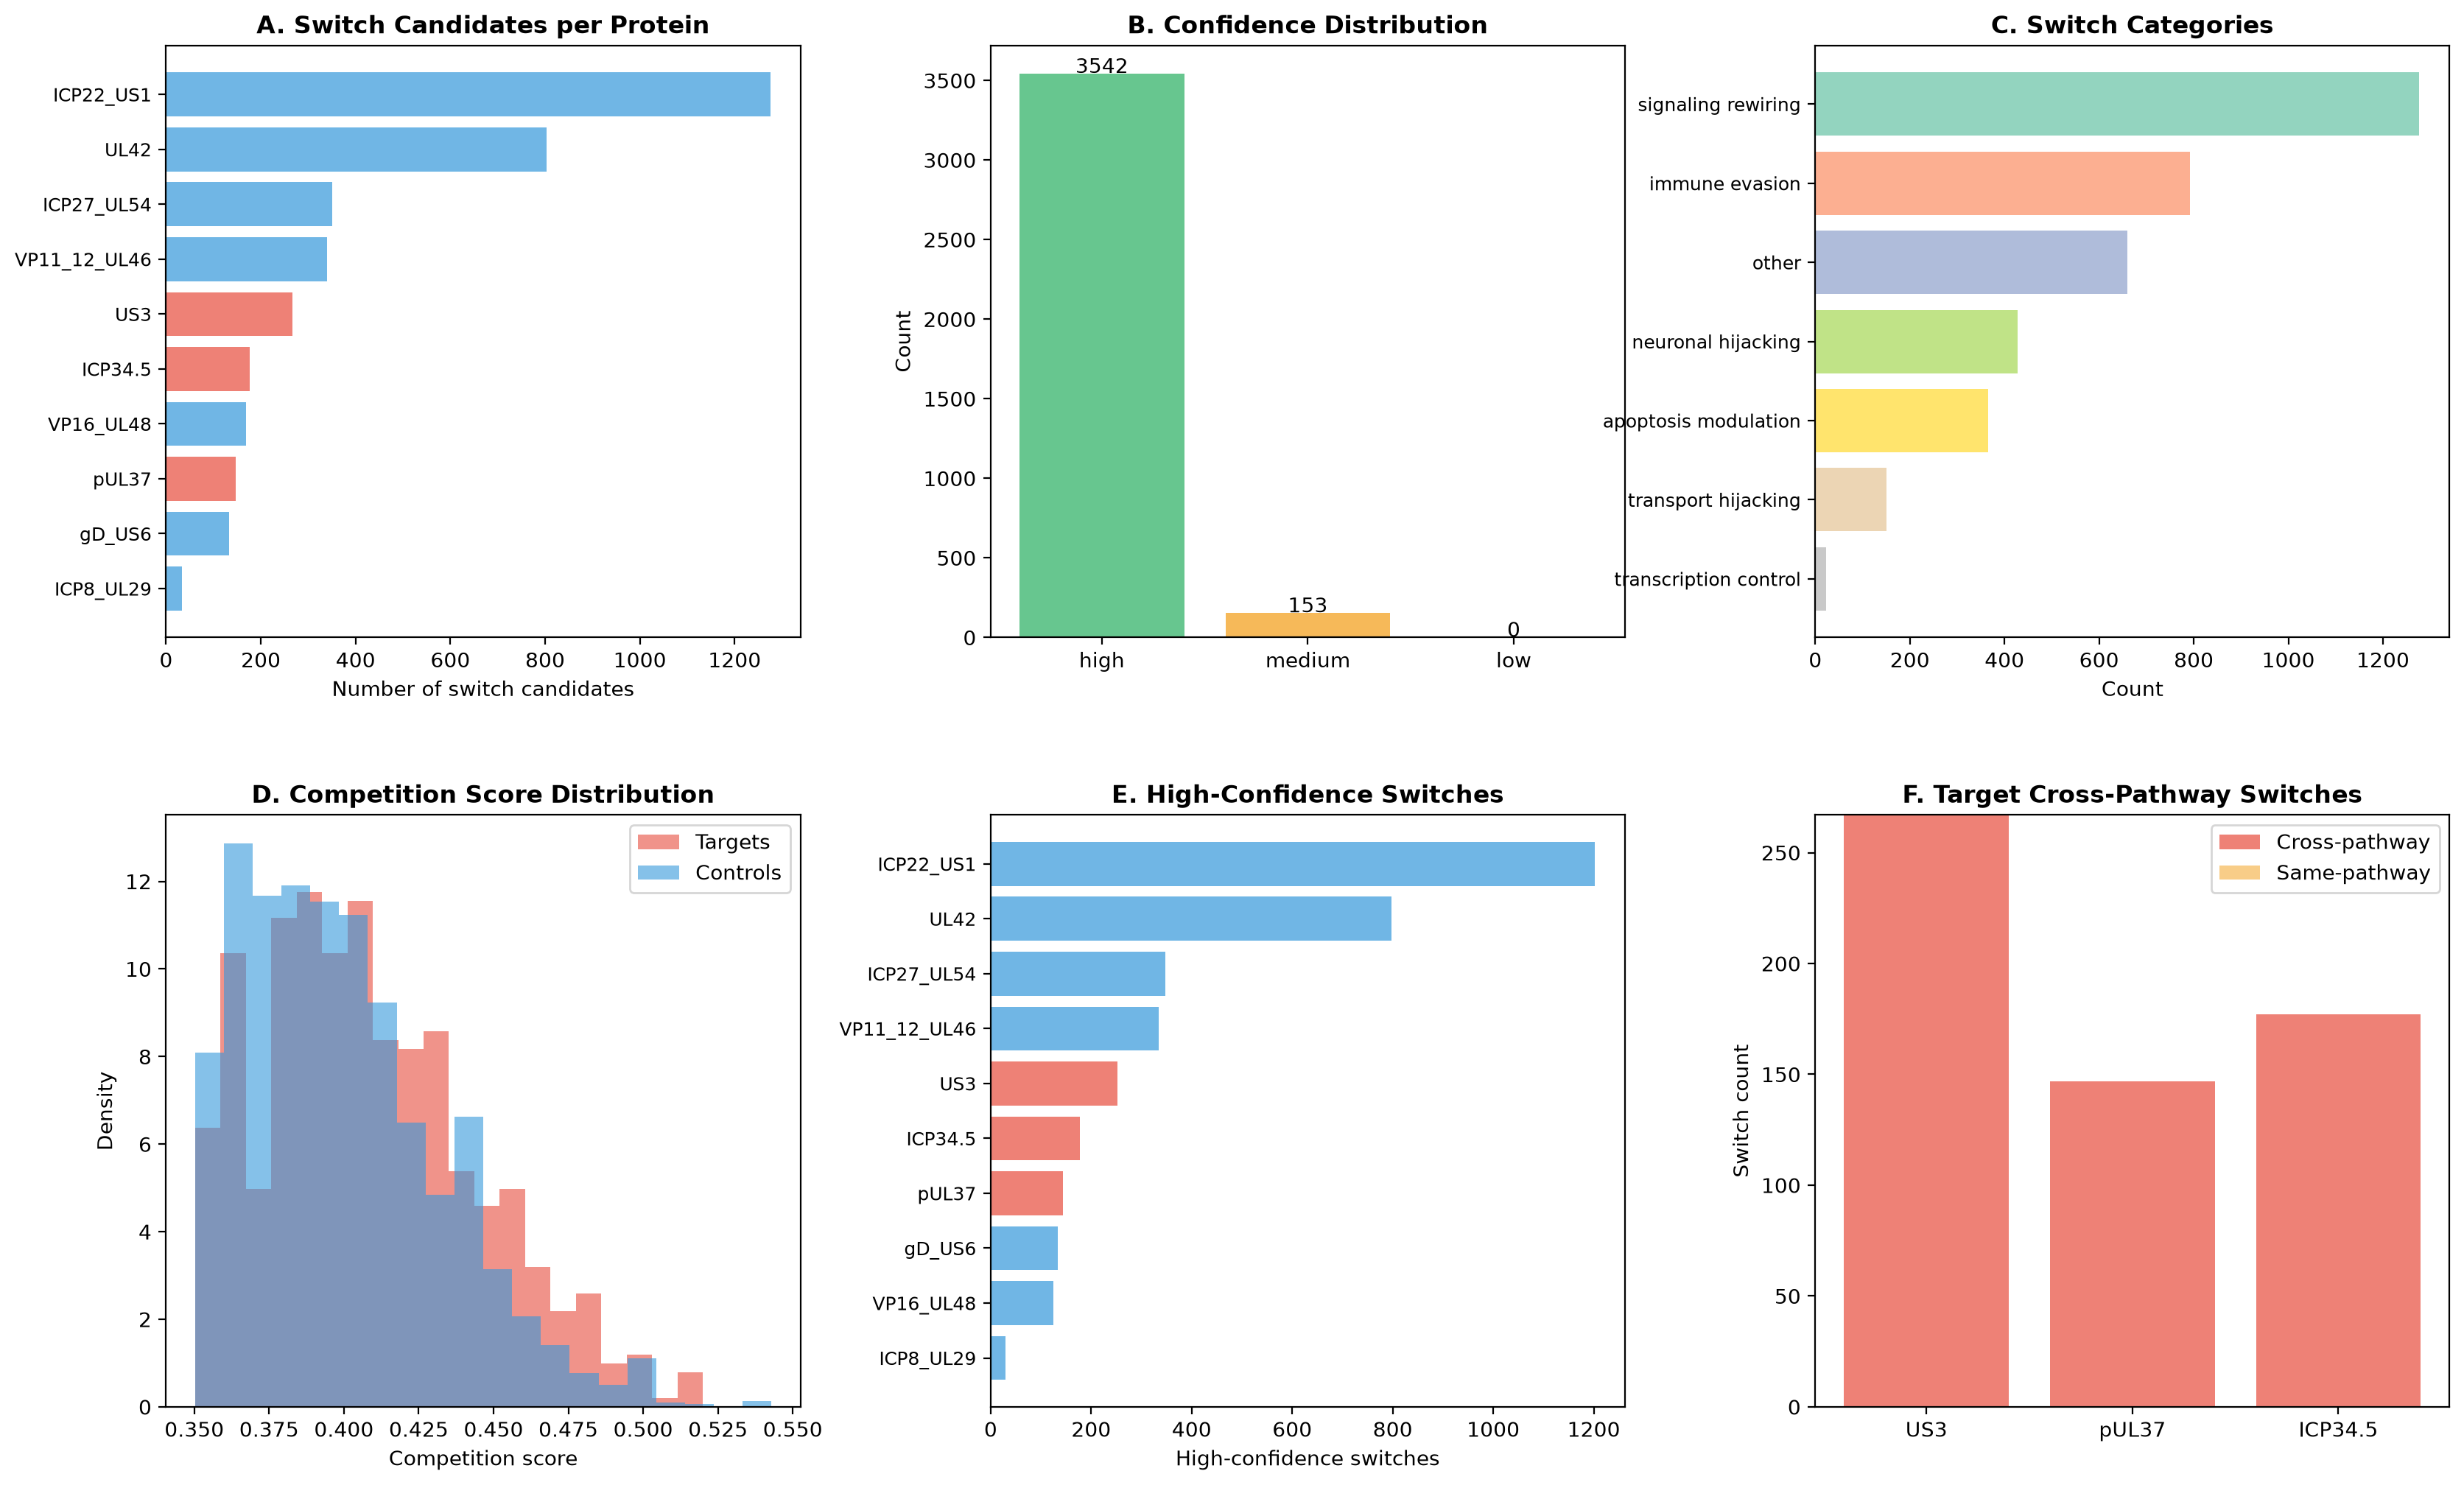 A. Switch Candidates per Protein
ICP22_US1
UL42
ICP27_UL54
VP11_12_UL46
US3
ICP34.5
VP16_UL48
pUL37
gD_US6
ICP8_UL29
0 200 400 600 800 1000 1200
Number of switch candidates
B. Confidence Distribution
Count
3500
3000
2500
2000
1500
1000
500
0
3542
153
0
high medium low
C. Switch Categories
signaling rewiring
immune evasion
other
neuronal hijacking
apoptosis modulation
transport hijacking
transcription control
0 200 400 600 800 1000 1200
Count
D. Competition Score Distribution
Targets
Controls
Density
12
10
8
6
4
2
0
0.350 0.375 0.400 0.425 0.450 0.475 0.500 0.525 0.550
Competition score
E. High-Confidence Switches
ICP22_US1
UL42
ICP27_UL54
VP11_12_UL46
US3
ICP34.5
pUL37
gD_US6
VP16_UL48
ICP8_UL29
0 200 400 600 800 1000 1200
High-confidence switches
F. Target Cross-Pathway Switches
Cross-pathway
Same-pathway
Switch count
250
200
150
100
50
0
US3 pUL37 ICP34.5